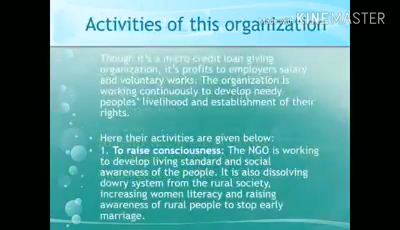 Activities of this organization
KINEMASTER
Though it's a micro credit loan giving
organization, it's profits to employers salary
and voluntary works. The organization is
working continuously to develop needy
peoples' livelihood and establishment of their
rights.
Here their activities are given below:
1. To raise consciousness: The NGO is working
to develop living standard and social
awareness of the people. It is also dissolving
dowry system from the rural society,
increasing women literacy and raising
awareness of rural people to stop early
marriage.